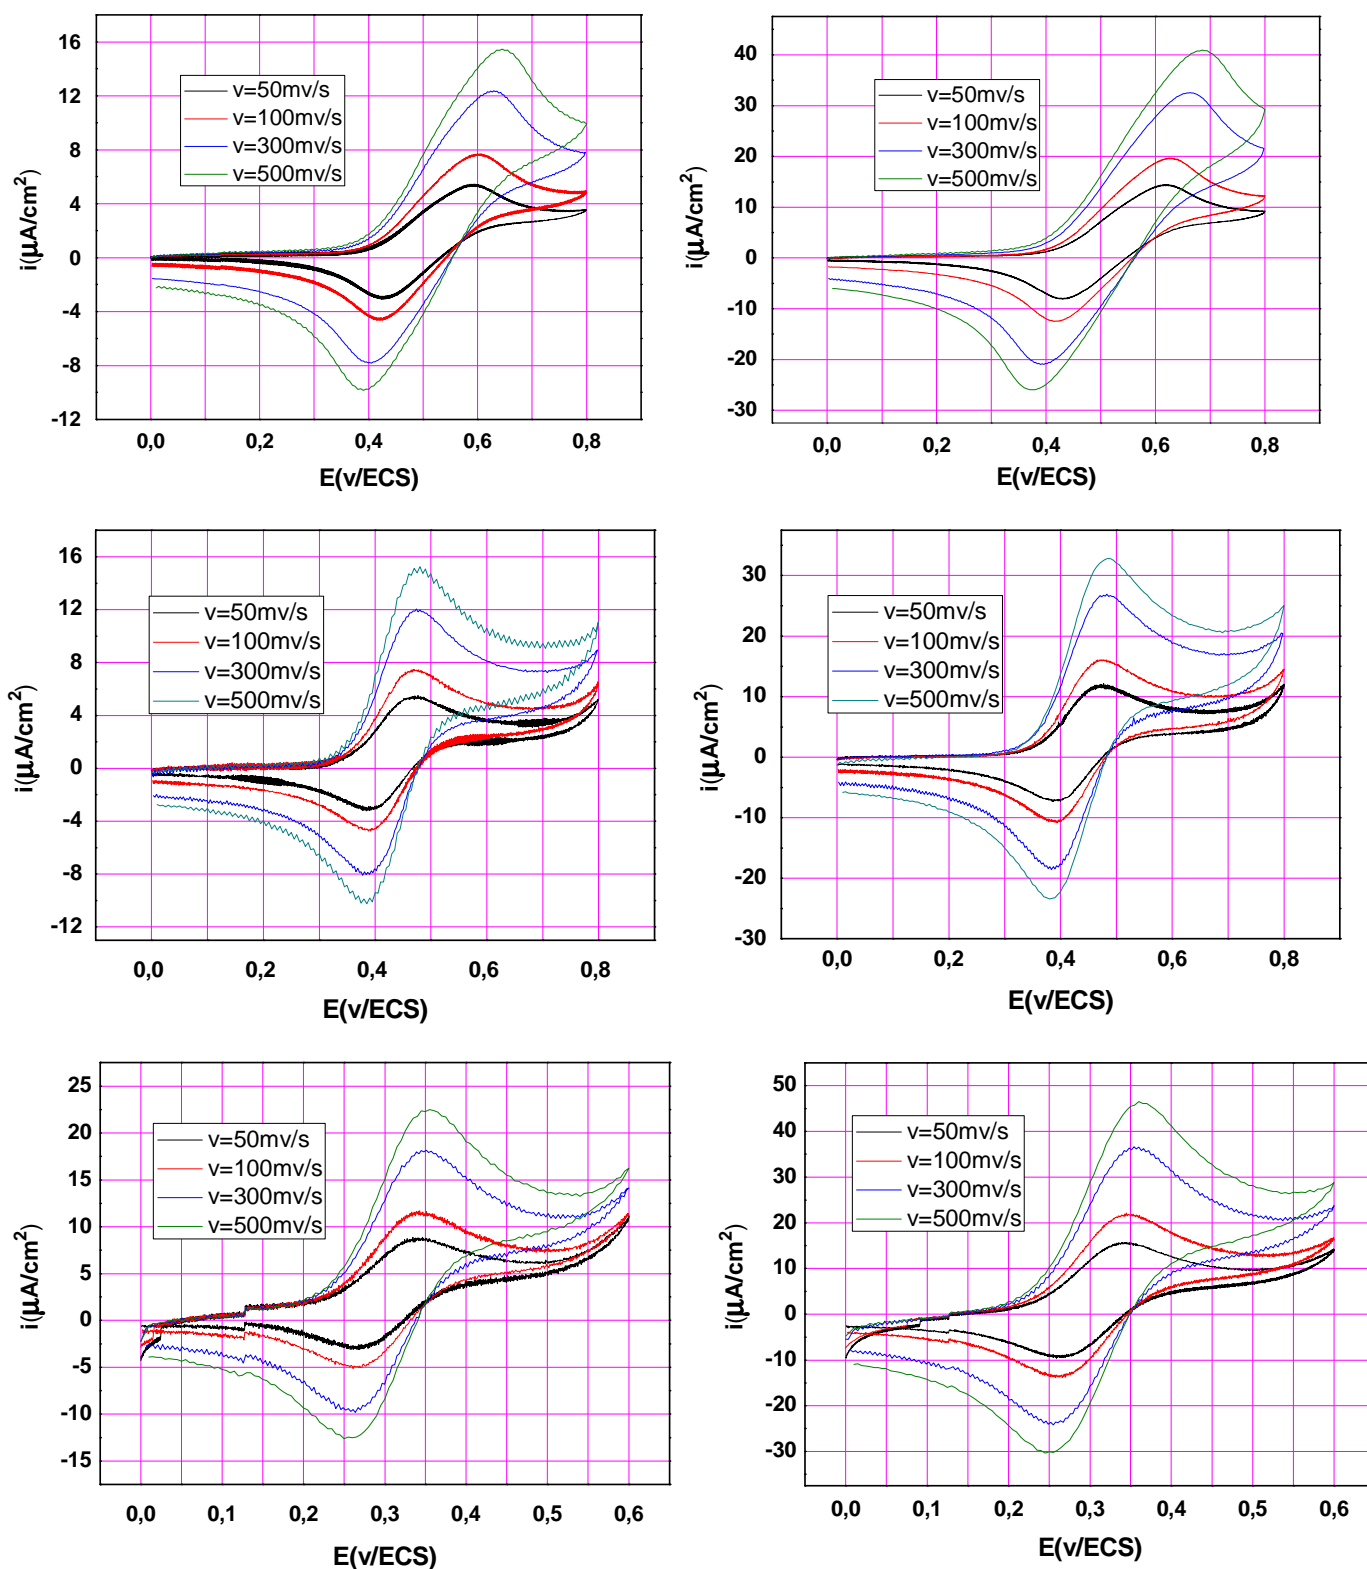 16
12
8
4
0
-4
-8
-12
i(µA/cm²)
v=50mv/s
v=100mv/s
v=300mv/s
v=500mv/s
0,0 0,2 0,4 0,6 0,8
E(v/ECS)
40
30
20
10
0
-10
-20
-30
i(µA/cm²)
v=50mv/s
v=100mv/s
v=300mv/s
v=500mv/s
0,0 0,2 0,4 0,6 0,8
E(v/ECS)
16
12
8
4
0
-4
-8
-12
i(µA/cm²)
v=50mv/s
v=100mv/s
v=300mv/s
v=500mv/s
0,0 0,2 0,4 0,6 0,8
E(v/ECS)
30
20
10
0
-10
-20
-30
i(µA/cm²)
v=50mv/s
v=100mv/s
v=300mv/s
v=500mv/s
0,0 0,2 0,4 0,6 0,8
E(v/ECS)
25
20
15
10
5
0
-5
-10
-15
i(µA/cm²)
v=50mv/s
v=100mv/s
v=300mv/s
v=500mv/s
0,0 0,1 0,2 0,3 0,4 0,5 0,6
E(v/ECS)
50
40
30
20
10
0
-10
-20
-30
i(µA/cm²)
v=50mv/s
v=100mv/s
v=300mv/s
v=500mv/s
0,0 0,1 0,2 0,3 0,4 0,5 0,6
E(v/ECS)